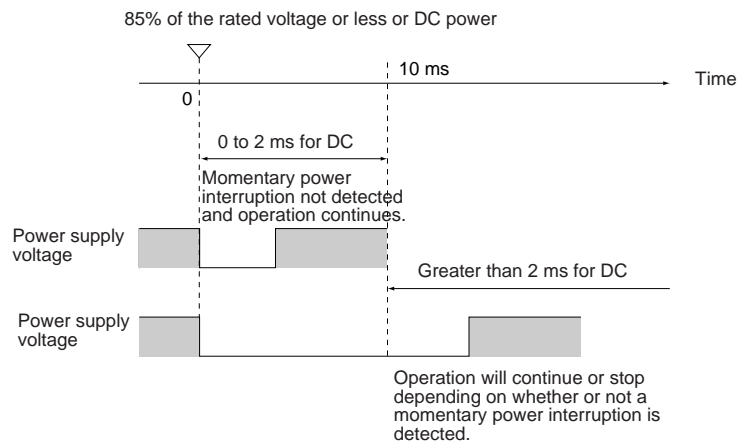 85% of the rated voltage or less or DC power
10 ms
Time
0
0 to 2 ms for DC
Momentary power
interruption not detected
and operation continues.
Power supply
voltage
Greater than 2 ms for DC
Power supply
voltage
Operation will continue or stop
depending on whether or not a
momentary power interruption is
detected.